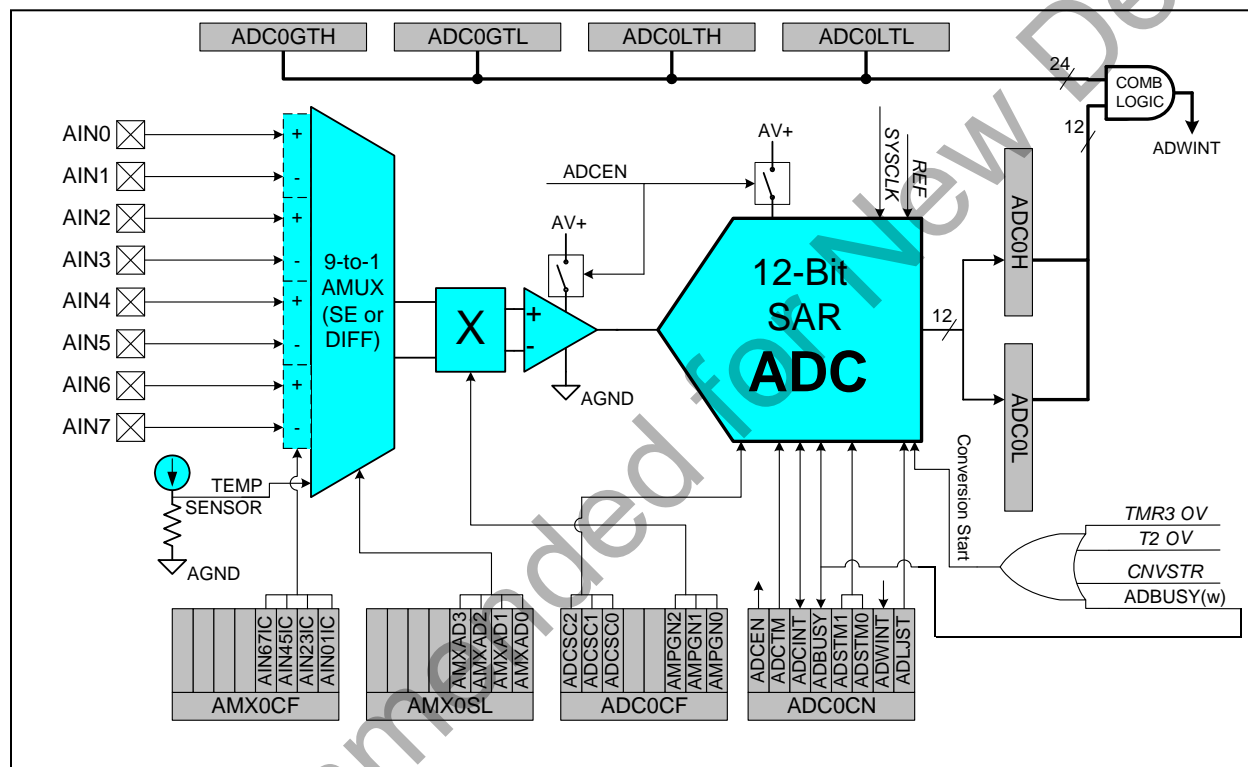 ADC0GTH
ADC0GTL
ADC0LTH
ADC0LTL
24
COMB
LOGIC
12
ADWINT
AIN0
AIN1
AIN2
AIN3
AIN4
AIN5
AIN6
AIN7
+
-
+
-
+
-
+
-
9-to-1
AMUX
(SE or
DIFF)
X
+
-
AV+
AGND
ADCEN
AV+
SYSCLK
REF
12-Bit
SAR
ADC
12
ADC0H
ADC0L
TEMP
SENSOR
AGND
Conversion Start
TMR3 OV
T2 OV
CNVSTR
ADBUSY(w)
AIN67IC
AIN45IC
AIN23IC
AIN01IC
AMX0CF
AMXAD3
AMXAD2
AMXAD1
AMXAD0
AMX0SL
ADCSC2
ADCSC1
ADCSC0
AMPGN2
AMPGN1
AMPGN0
ADC0CF
ADCEN
ADCTM
ADCINT
ADBUSY
ADSTM1
ADSTM0
ADWINT
ADLJST
ADC0CN
mended for New De